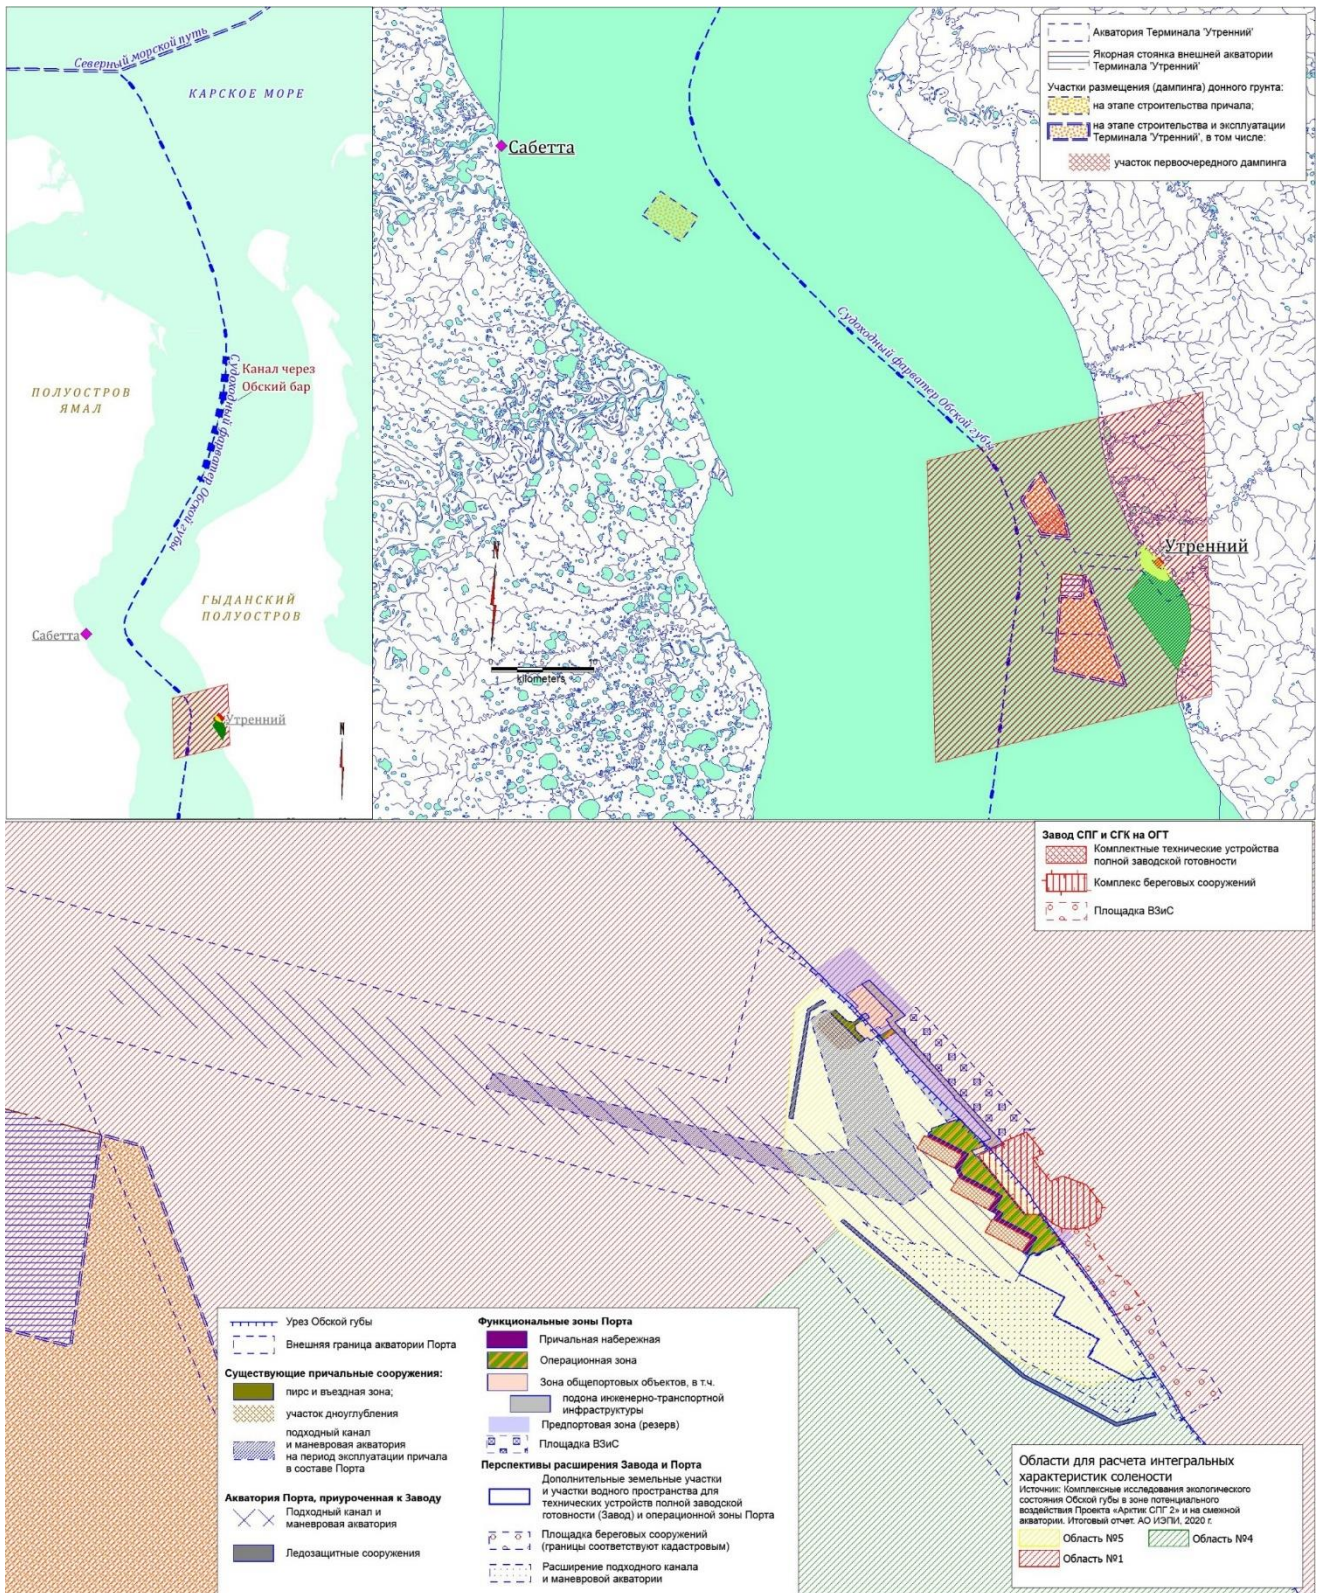 Северный морской путь
КАРСКОЕ МОРЕ
Канал через
Обский бар
Судоходный фарватер Обской губы
ПОЛУОСТРОВ
ЯМАЛ
ГЫДАНСКИЙ
ПОЛУОСТРОВ
Сабетта
Утренний
N
Сабетта
Судоходный фарватер Обской губы
Утренний
N
kilometers
Акватория Терминала 'Утренний'
Якорная стоянка внешней акватории
Терминала 'Утренний'
Участки размещения (дампинга) донного грунта:
на этапе строительства причала;
на этапе строительства и эксплуатации
Терминала 'Утренний', в том числе:
участок первоочередного дампинга
Завод СПГ и СГК на ОГТ
Комплектные технические устройства
полной заводской готовности
Комплекс береговых сооружений
Площадка ВЗиС
Урез Обской губы
Внешняя граница акватории Порта
Существующие причальные сооружения:
пирс и въездная зона;
участок дноуглубления
подходный канал
и маневровая акватория
на период эксплуатации причала
в составе Порта
Акватория Порта, приуроченная к Заводу
Подходный канал и
маневровая акватория
Ледозащитные сооружения
Функциональные зоны Порта
Причальная набережная
Операционная зона
Зона общепортовых объектов, в т.ч.
подона инженерно-транспортной
инфраструктуры
Предпортовая зона (резерв)
Площадка ВЗиС
Перспективы расширения Завода и Порта
Дополнительные земельные участки
и участки водного пространства для
технических устройств полной заводской
готовности (Завод) и операционной зоны Порта
Площадка береговых сооружений
(границы соответствуют кадастровым)
Расширение подходного канала
и маневровой акватории
Области для расчета интегральных
характеристик солености
Источник: Комплексные исследования экологического
состояния Обской губы в зоне потенциального
воздействия Проекта «Арктик СПГ 2» и на смежной
акватории. Итоговый отчет. АО ИЭПИ, 2020 г.
Область №5
Область №4
Область №1